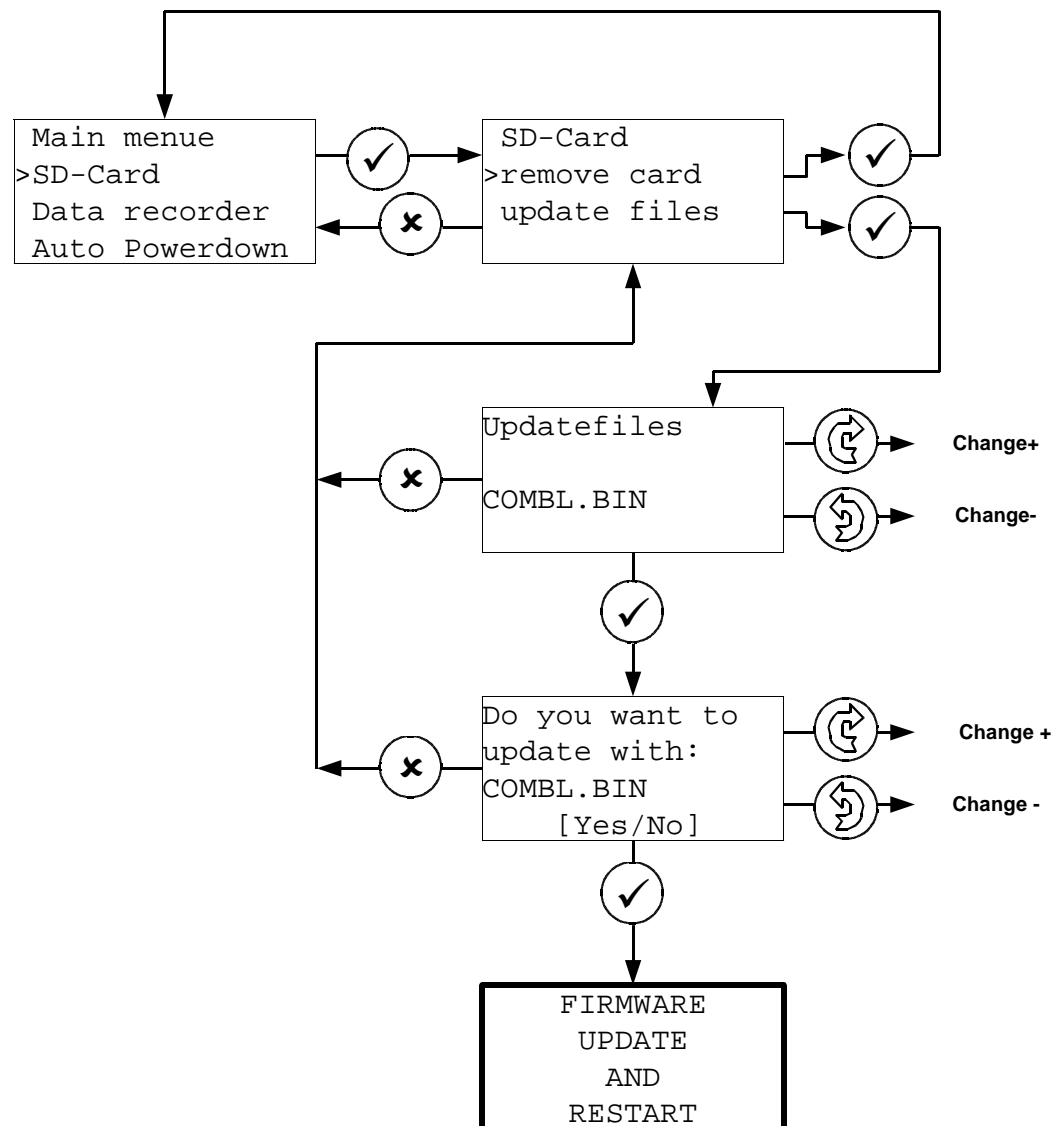 Main menue
>SD-Card
Data recorder
Auto Powerdown
SD-Card
>remove card
update files
Updatefiles
COMBL.BIN
Change+
Change-
Do you want to
update with:
COMBL.BIN
[Yes/No]
Change +
Change -
FIRMWARE
UPDATE
AND
RESTART